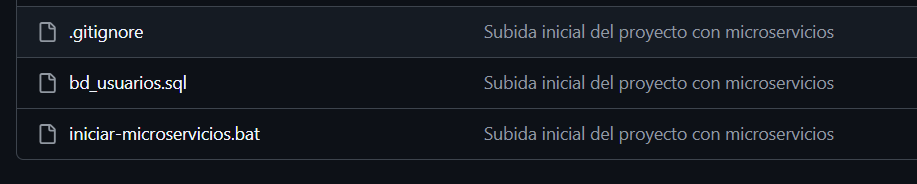 .gitignore Subida inicial del proyecto con microservicios
bd_usuarios.sql Subida inicial del proyecto con microservicios
iniciar-microservicios.bat Subida inicial del proyecto con microservicios